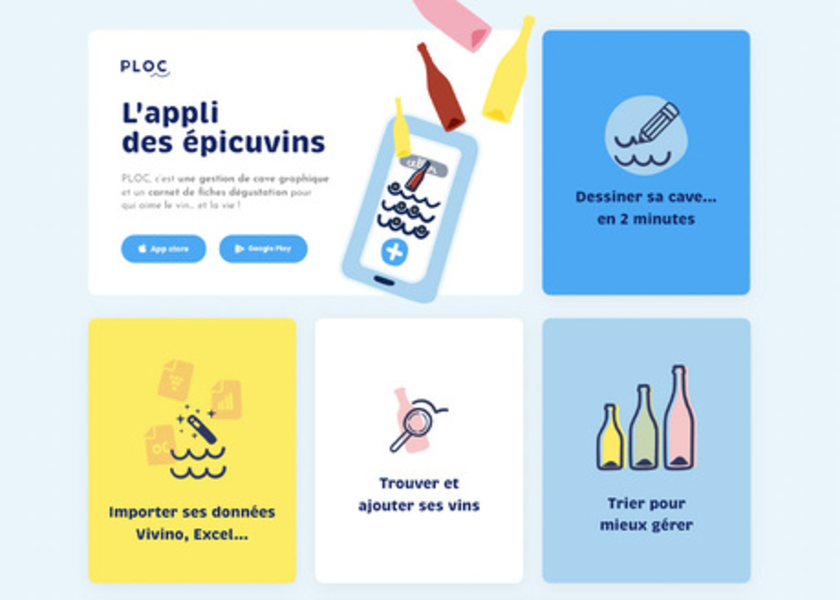 PLOC
L'appli
des épicuvins
PLOC, c'est une gestion de cave graphique
et un carnet de fiches dégustation pour
qui aime le vin... et la vie !
App store
Google Play
Dessiner sa cave...
en 2 minutes
Importer ses données
Vivino, Excel...
Trouver et
ajouter ses vins
Trier pour
mieux gérer